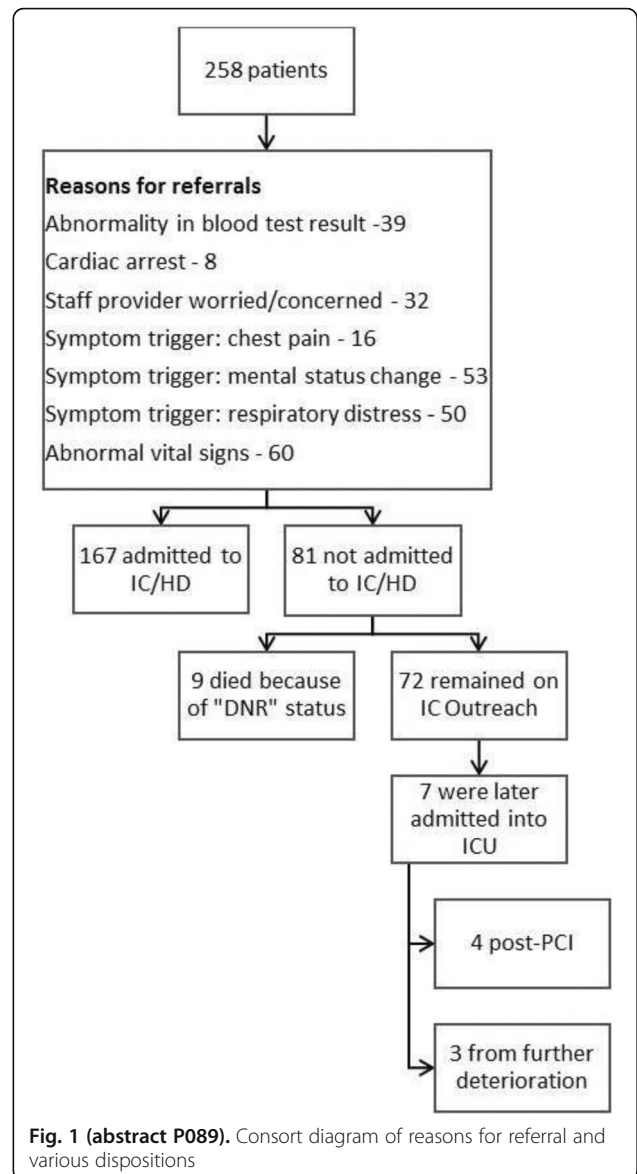 258 patients
Reasons for referrals
Abnormality in blood test result -39
Cardiac arrest - 8
Staff provider worried/concerned - 32
Symptom trigger: chest pain - 16
Symptom trigger: mental status change - 53
Symptom trigger: respiratory distress - 50
Abnormal vital signs - 60
167 admitted to
IC/HD
81 not admitted
to IC/HD
9 died because
of "DNR" status
72 remained on
IC Outreach
7 were later
admitted into
ICU
4 post-PCI
3 from further
deterioration
Fig. 1 (abstract P089). Consort diagram of reasons for referral and
various dispositions